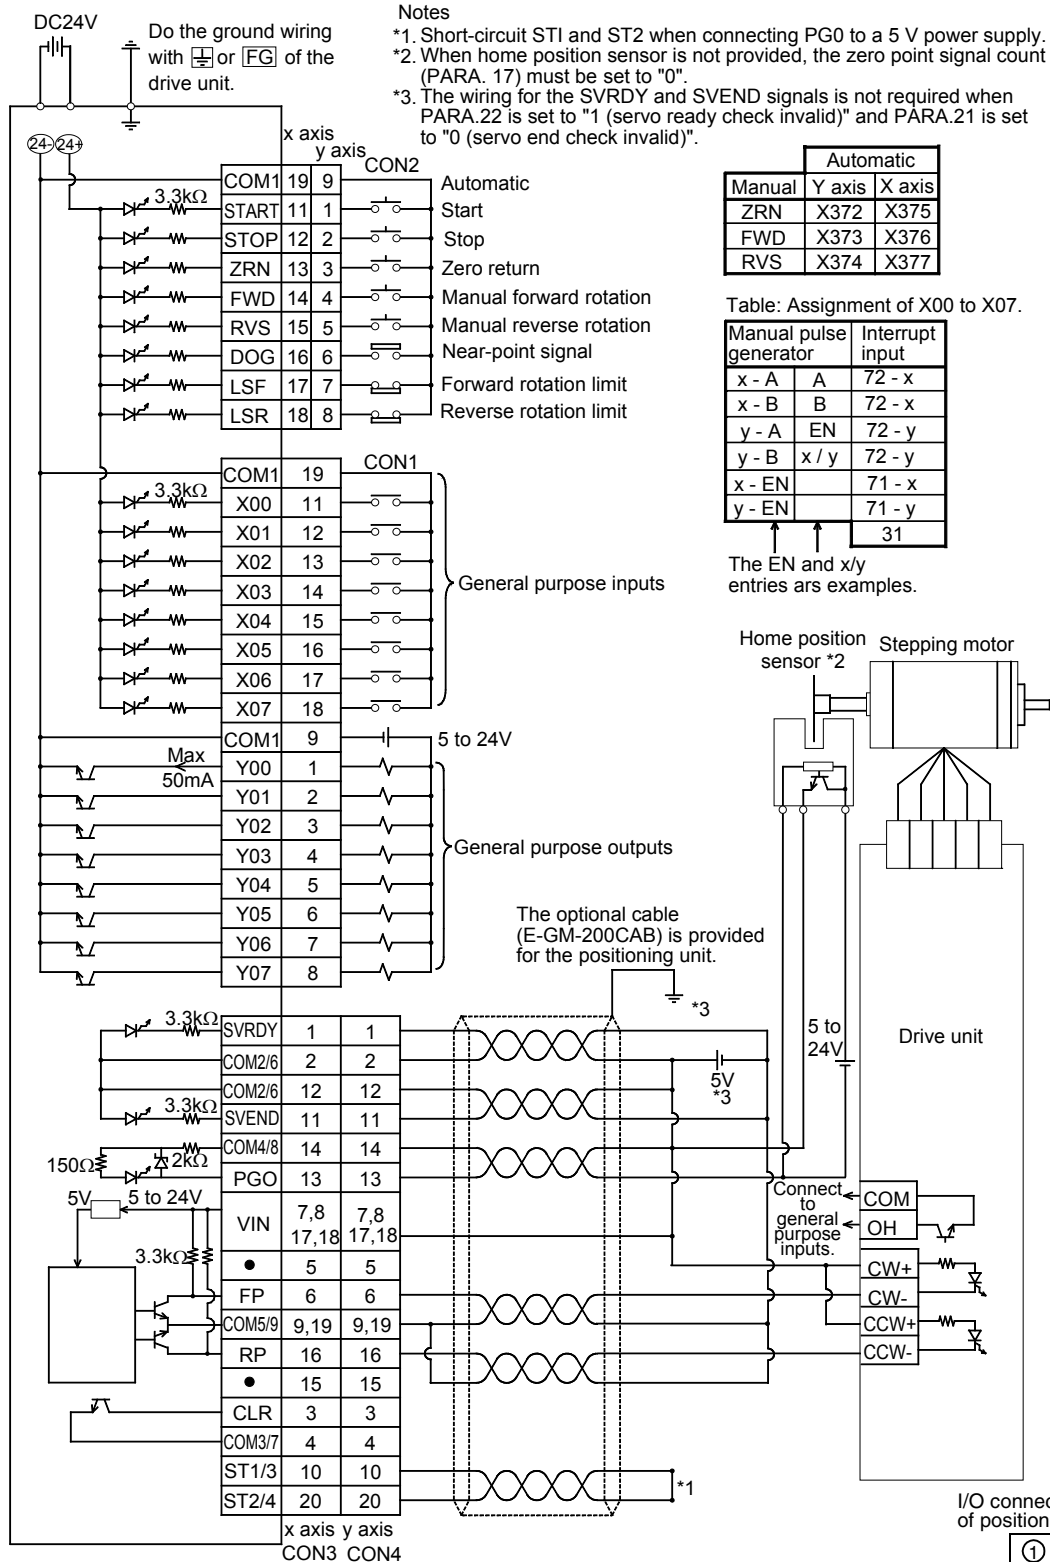 DC24V
Do the ground wiring
with ⏚ or FG of the
drive unit.
Notes
*1. Short-circuit STI and ST2 when connecting PG0 to a 5 V power supply.
*2. When home position sensor is not provided, the zero point signal count
(PARA. 17) must be set to "0".
*3. The wiring for the SVRDY and SVEND signals is not required when
PARA.22 is set to "1 (servo ready check invalid)" and PARA.21 is set
to "0 (servo end check invalid)".
24- 24+
x axis
y axis
CON2
COM1 19 9 Automatic
3.3kΩ START 11 1 Start
STOP 12 2 Stop
ZRN 13 3 Zero return
FWD 14 4 Manual forward rotation
RVS 15 5 Manual reverse rotation
DOG 16 6 Near-point signal
LSF 17 7 Forward rotation limit
LSR 18 8 Reverse rotation limit
Automatic
Manual Y axis X axis
ZRN X372 X375
FWD X373 X376
RVS X374 X377
Table: Assignment of X00 to X07.
Manual pulse generator Interrupt input
x - A A 72 - x
x - B B 72 - x
y - A EN 72 - y
y - B x / y 72 - y
x - EN 71 - x
y - EN 71 - y
31
The EN and x/y
entries ars examples.
CON1
COM1 19
3.3kΩ X00 11
X01 12
X02 13
X03 14
General purpose inputs
X04 15
X05 16
X06 17
X07 18
COM1 9 5 to 24V
Max
50mA
Y00 1
Y01 2
Y02 3
Y03 4
General purpose outputs
Y04 5
Y05 6
Y06 7
Y07 8
Home position
sensor *2
Stepping motor
The optional cable
(E-GM-200CAB) is provided
for the positioning unit.
*3
5 to
24V
Drive unit
5V
*3
3.3kΩ SVRDY 1 1
COM2/6 2 2
COM2/6 12 12
3.3kΩ SVEND 11 11
COM4/8 14 14
150Ω 2kΩ
PGO 13 13
5V 5 to 24V
VIN 7,8 17,18 7,8 17,18
3.3kΩ
● 5 5
FP 6 6
COM5/9 9,19 9,19
RP 16 16
● 15 15
CLR 3 3
COM3/7 4 4
ST1/3 10 10
*1
ST2/4 20 20
x axis y axis
CON3 CON4
Connect
to
general
purpose
inputs.
COM
OH
CW+
CW-
CCW+
CCW-
I/O connec
of position
①